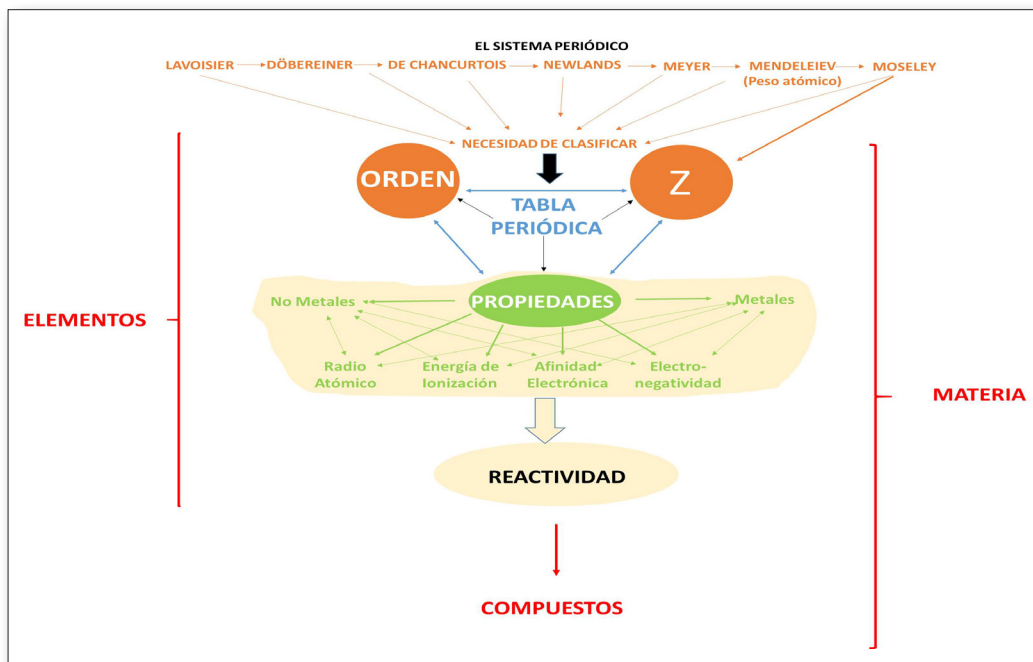 EL SISTEMA PERIÓDICO
LAVOISIER DÖBEREINER DE CHANCURTOIS NEWLANDS MEYER MENDELEIEV MOSELEY
(Peso atómico)
NECESIDAD DE CLASIFICAR
ORDEN
Z
TABLA
PERIÓDICA
PROPIEDADES
No Metales
Metales
ELEMENTOS
Radio
Atómico
Energía de
Ionización
Afinidad
Electrónica
Electro-
negatividad
MATERIA
REACTIVIDAD
COMPUESTOS